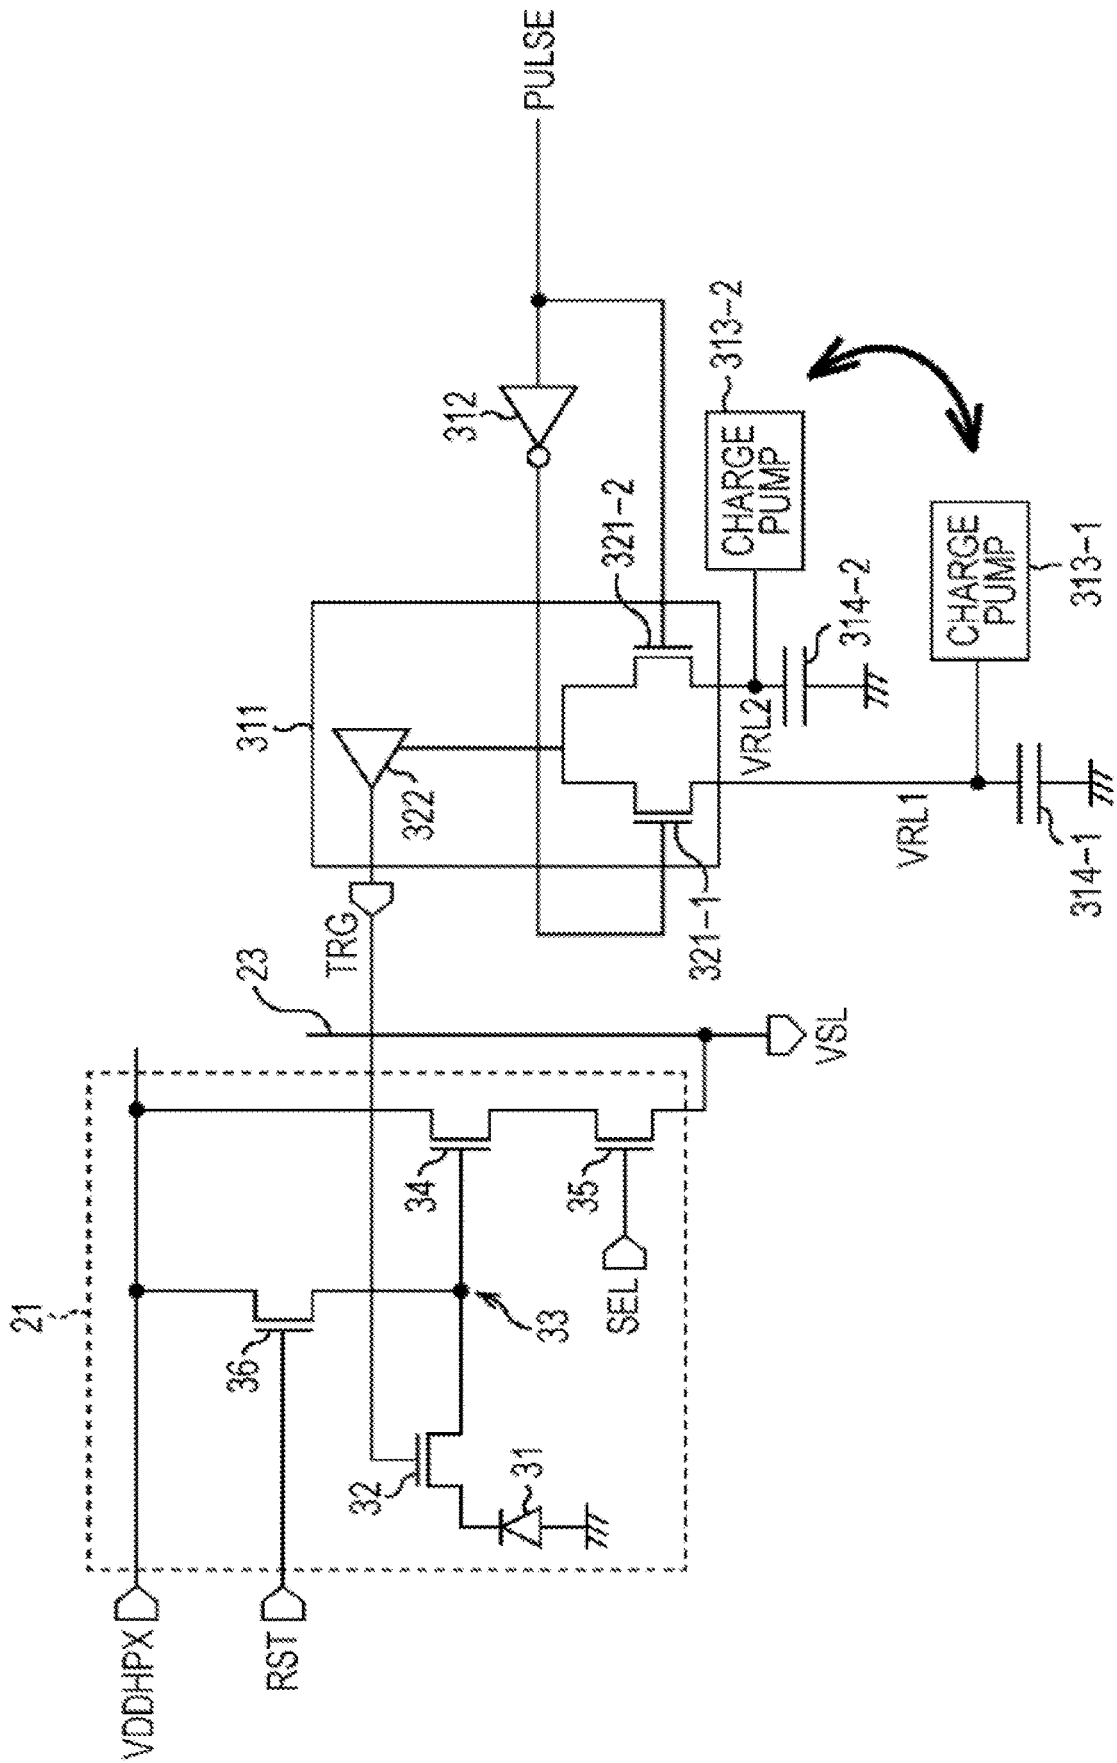 21
VDDHPX
RST
36
32
31
33
34
SEL
35
23
VSL
TRG
311
322
321-1
321-2
312
PULSE
VRL2
314-2
CHARGE
PUMP
313-2
VRL1
314-1
CHARGE
PUMP
313-1